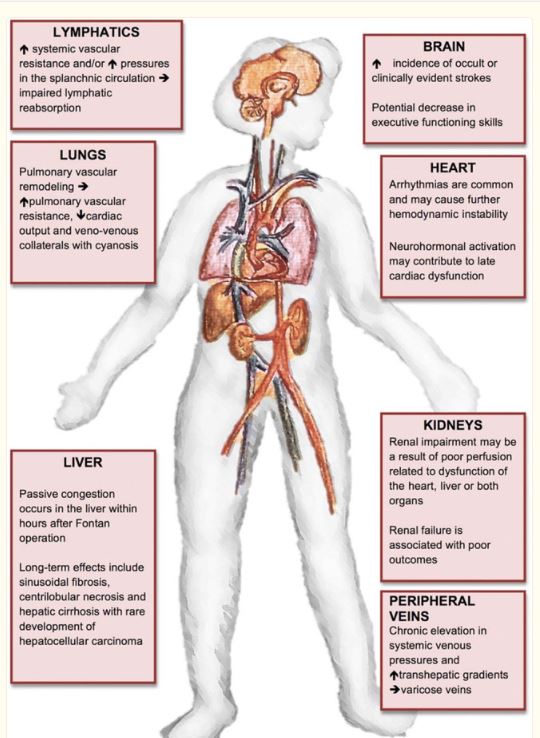 LYMPHATICS
↑ systemic vascular
resistance and/or ↑ pressures
in the splanchnic circulation →
impaired lymphatic
reabsorption
LUNGS
Pulmonary vascular
remodeling →
↑pulmonary vascular
resistance, ↓cardiac
output and veno-venous
collaterals with cyanosis
LIVER
Passive congestion
occurs in the liver within
hours after Fontan
operation
Long-term effects include
sinusoidal fibrosis,
centrilobular necrosis and
hepatic cirrhosis with rare
development of
hepatocellular carcinoma
BRAIN
↑ incidence of occult or
clinically evident strokes
Potential decrease in
executive functioning skills
HEART
Arrhythmias are common
and may cause further
hemodynamic instability
Neurohormonal activation
may contribute to late
cardiac dysfunction
KIDNEYS
Renal impairment may be
a result of poor perfusion
related to dysfunction of
the heart, liver or both
organs
Renal failure is
associated with poor
outcomes
PERIPHERAL
VEINS
Chronic elevation in
systemic venous
pressures and
↑transhepatic gradients
→varicose veins